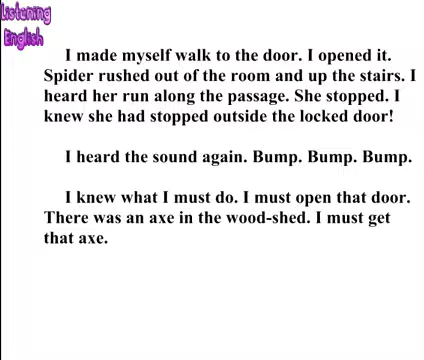 Listening
English
I made myself walk to the door. I opened it.
Spider rushed out of the room and up the stairs. I
heard her run along the passage. She stopped. I
knew she had stopped outside the locked door!
I heard the sound again. Bump. Bump. Bump.
I knew what I must do. I must open that door.
There was an axe in the wood-shed. I must get
that axe.